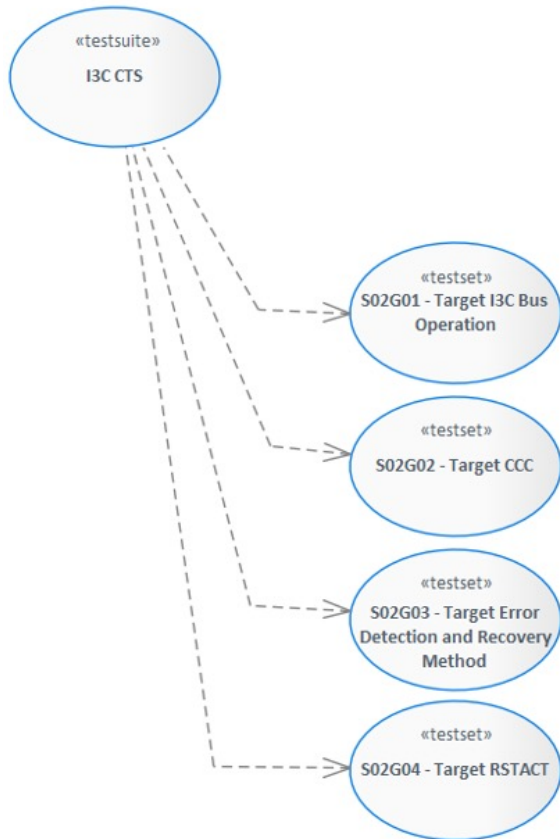 «testsuite»
I3C CTS
«testset»
S02G01 - Target I3C Bus
Operation
«testset»
S02G02 - Target CCC
«testset»
S02G03 - Target Error
Detection and Recovery
Method
«testset»
S02G04 - Target RSTACT